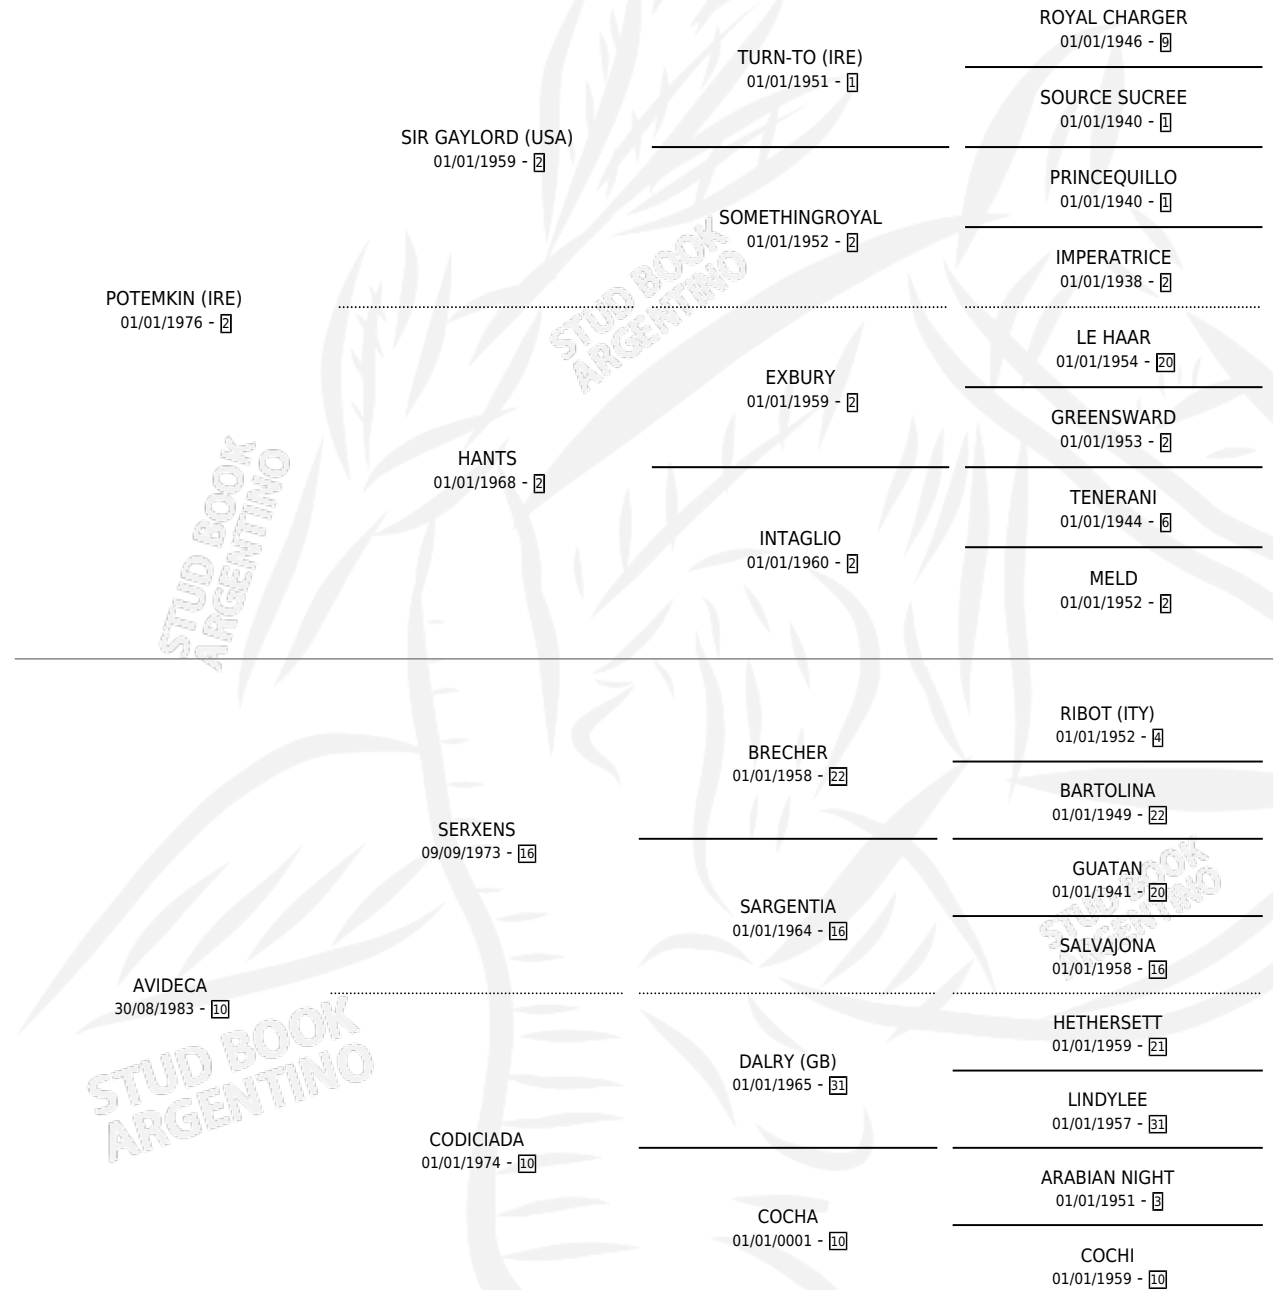 ROYAL CHARGER
01/01/1946 - 9
TURN-TO (IRE)
01/01/1951 - 1
SOURCE SUCREE
01/01/1940 - 1
SIR GAYLORD (USA)
01/01/1959 - 2
PRINCEQUILLO
01/01/1940 - 1
SOMETHINGROYAL
01/01/1952 - 2
IMPERATRICE
01/01/1938 - 2
POTEMKIN (IRE)
01/01/1976 - 2
STUD BOOK
ARGENTINO
LE HAAR
01/01/1954 - 20
EXBURY
01/01/1959 - 2
GREENSWARD
01/01/1953 - 2
HANTS
01/01/1968 - 2
TENERANI
01/01/1944 - 6
INTAGLIO
01/01/1960 - 2
MELD
01/01/1952 - 2
STUD BOOK
ARGENTINO
RIBOT (ITY)
01/01/1952 - 4
BRECHER
01/01/1958 - 22
BARTOLINA
01/01/1949 - 22
SERXENS
09/09/1973 - 16
GUATAN
01/01/1941 - 20
SARGENTIA
01/01/1964 - 16
SALVAJONA
01/01/1958 - 16
STUD BOOK
ARGENTINO
AVIDECA
30/08/1983 - 10
HETHERSETT
01/01/1959 - 21
DALRY (GB)
01/01/1965 - 31
LINDYLEE
01/01/1957 - 31
STUD BOOK
ARGENTINO
CODICIADA
01/01/1974 - 10
ARABIAN NIGHT
01/01/1951 - 3
COCHA
01/01/0001 - 10
COCHI
01/01/1959 - 10